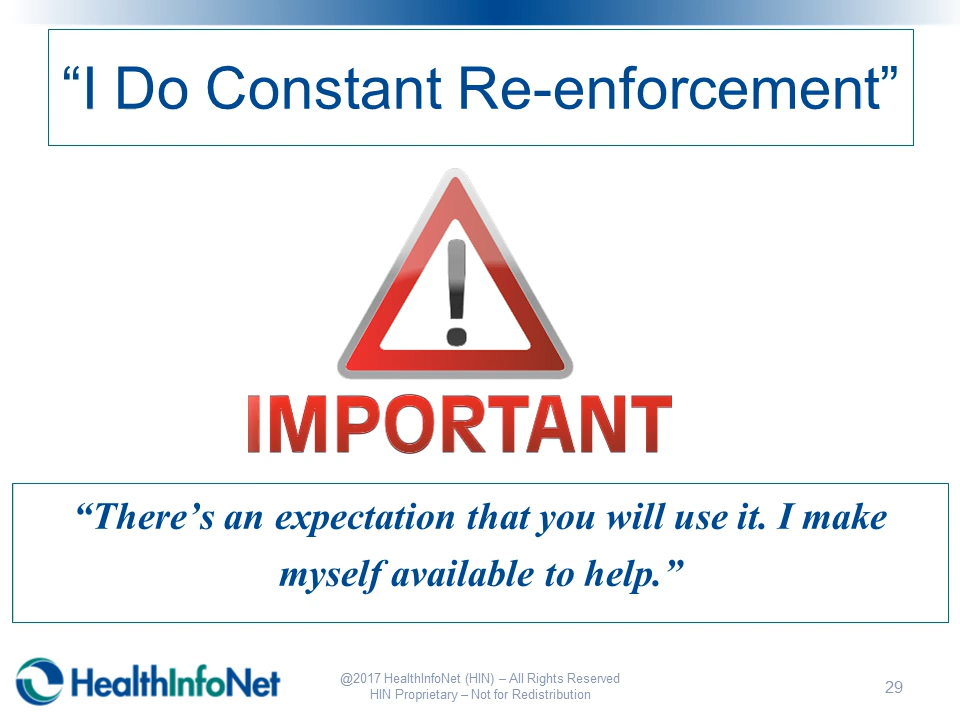 “I Do Constant Re-enforcement”
IMPORTANT
“There’s an expectation that you will use it. I make
myself available to help.”
HealthInfoNet
@2017 HealthInfoNet (HIN) – All Rights Reserved
HIN Proprietary – Not for Redistribution
29